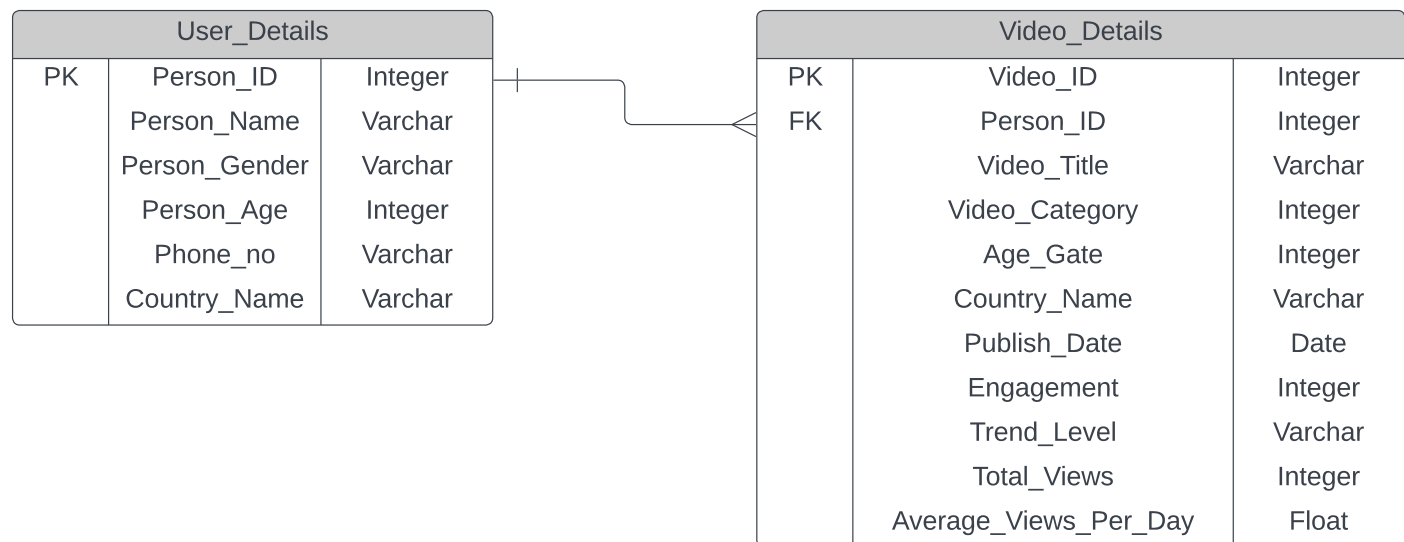 User_Details
PK Person_ID Integer
Person_Name Varchar
Person_Gender Varchar
Person_Age Integer
Phone_no Varchar
Country_Name Varchar
Video_Details
PK Video_ID Integer
FK Person_ID Integer
Video_Title Varchar
Video_Category Integer
Age_Gate Integer
Country_Name Varchar
Publish_Date Date
Engagement Integer
Trend_Level Varchar
Total_Views Integer
Average_Views_Per_Day Float